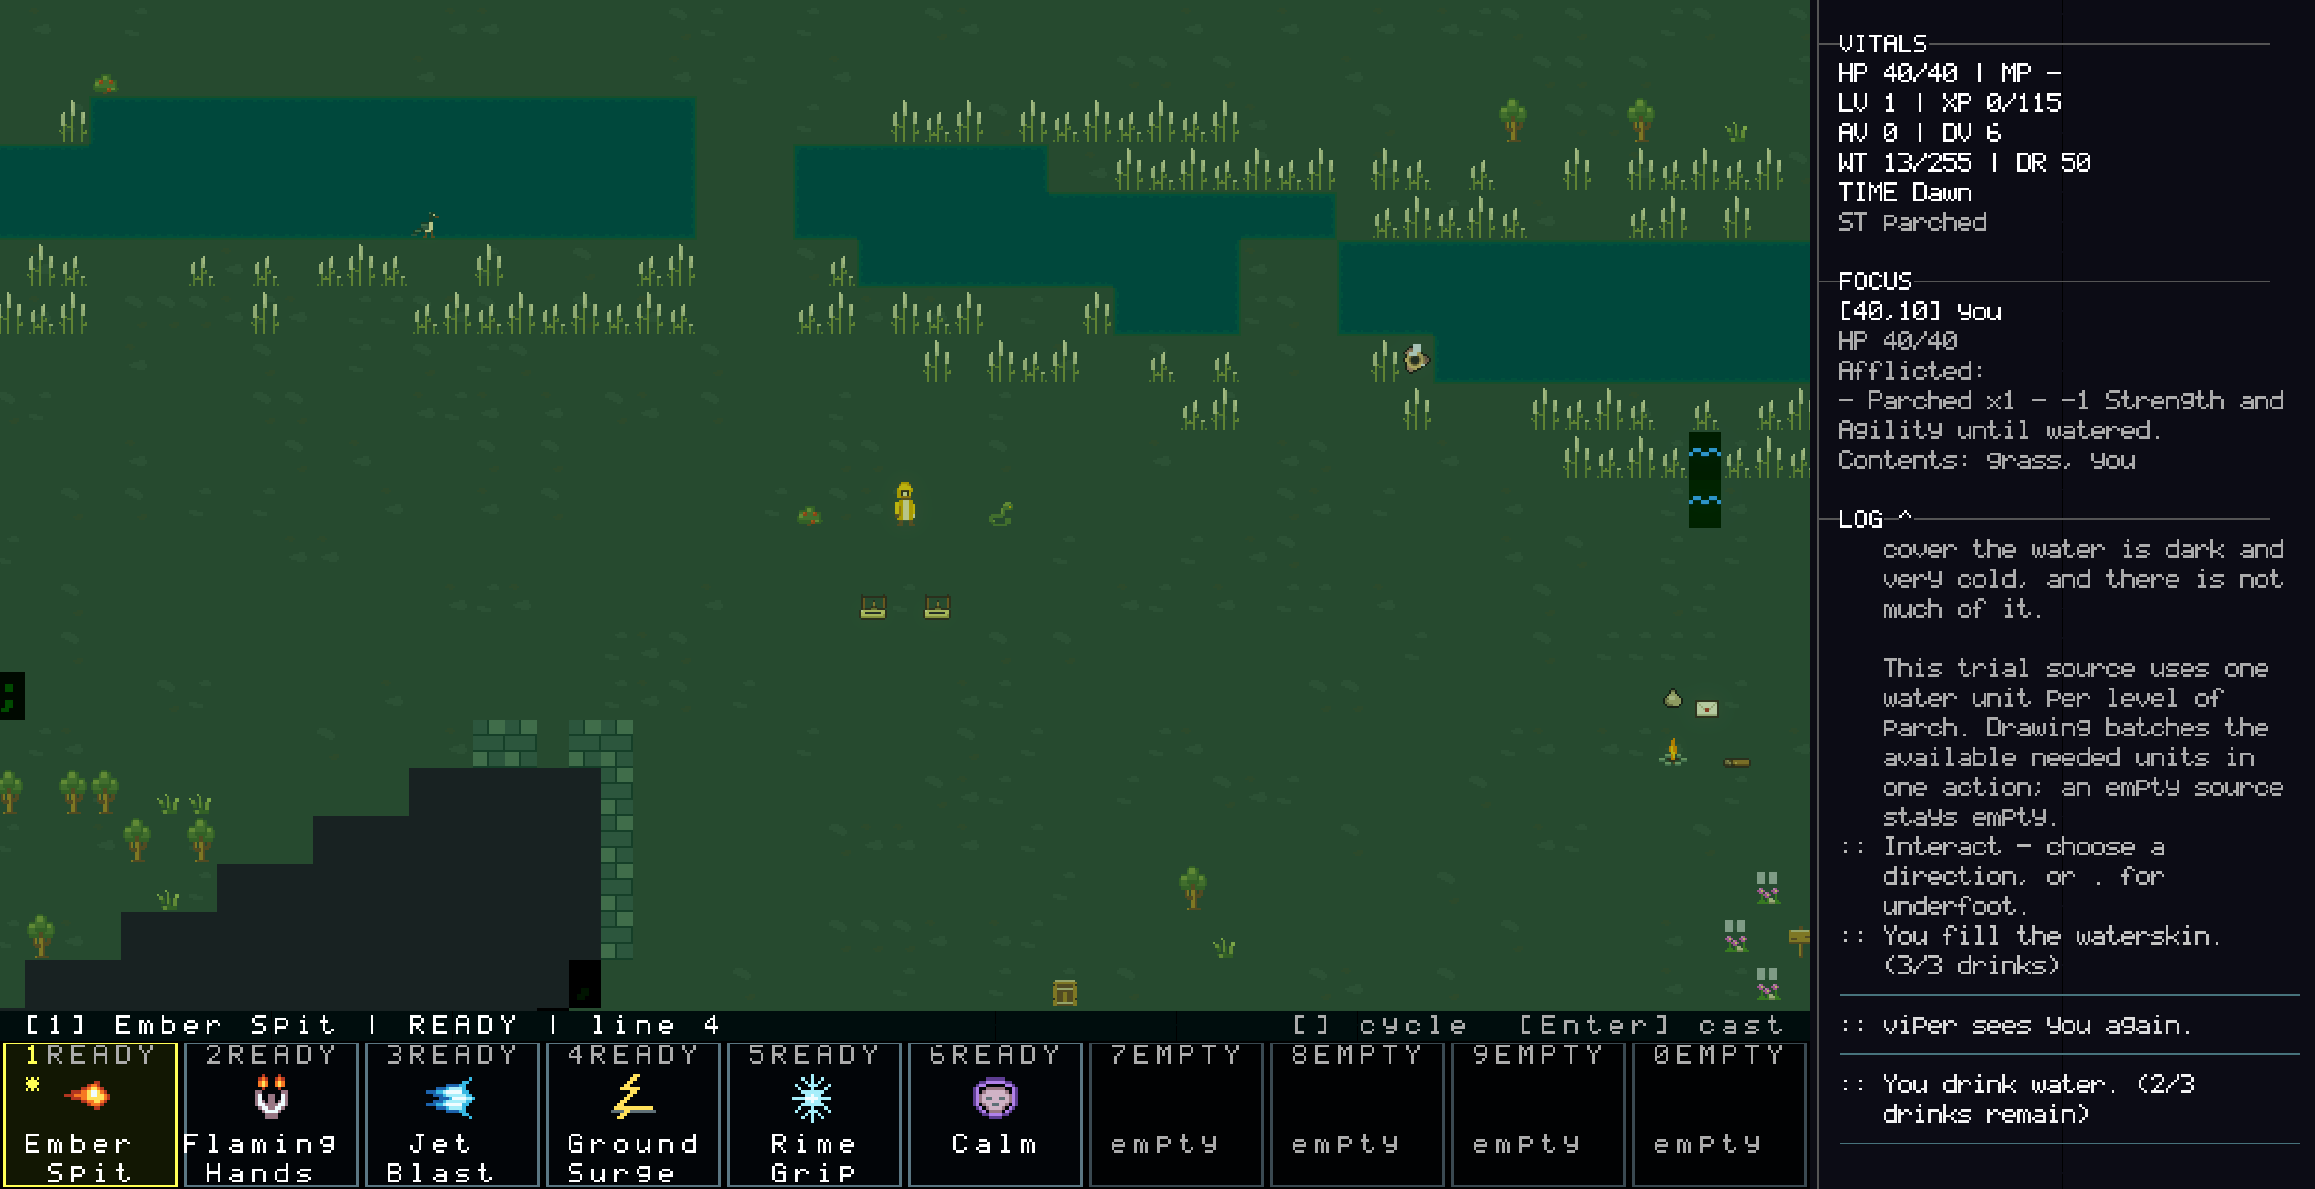 VITALS
HP 40/40 | MP -
LV 1 | XP 0/115
AV 0 | DV 6
WT 13/255 | DR 50
TIME Dawn
ST Parched
FOCUS
[40,10] you
HP 40/40
Afflicted:
- Parched x1 - -1 Strength and
Agility until watered.
Contents: grass, you
LOG ^
cover the water is dark and
very cold, and there is not
much of it.
This trial source uses one
water unit per level of
parch. Drawing batches the
available needed units in
one action; an empty source
stays empty.
:: Interact - choose a
direction, or . for
underfoot.
:: You fill the waterskin.
(3/3 drinks)
:: viper sees you again.
:: You drink water. (2/3
drinks remain)
[1] Ember Spit | READY | line 4
[] cycle [Enter] cast
1READY
Ember
Spit
2READY
Flaming
Hands
3READY
Jet
Blast
4READY
Ground
Surge
5READY
Rime
Grip
6READY
Calm
7EMPTY
empty
8EMPTY
empty
9EMPTY
empty
0EMPTY
empty